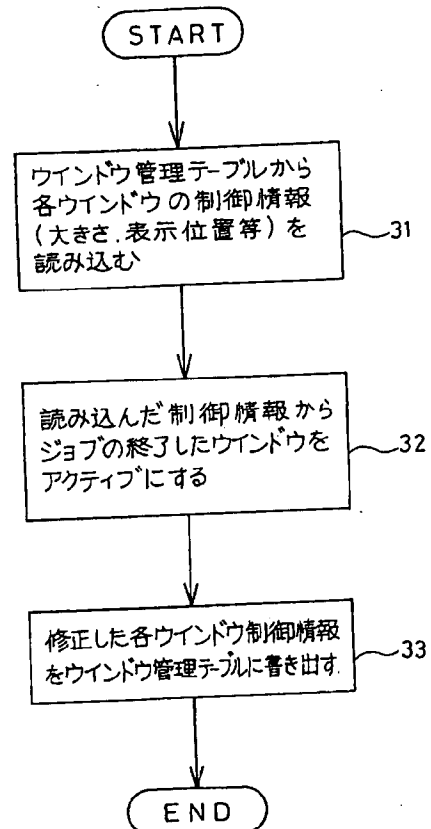 START
ウインドウ管理テーブルから
各ウインドウの制御情報
(大きさ、表示位置等)を
読み込む
31
読み込んだ制御情報から
ジョブの終了したウインドウを
アクティブにする
32
修正した各ウインドウ制御情報
をウインドウ管理テーブルに書き出す.
33
END